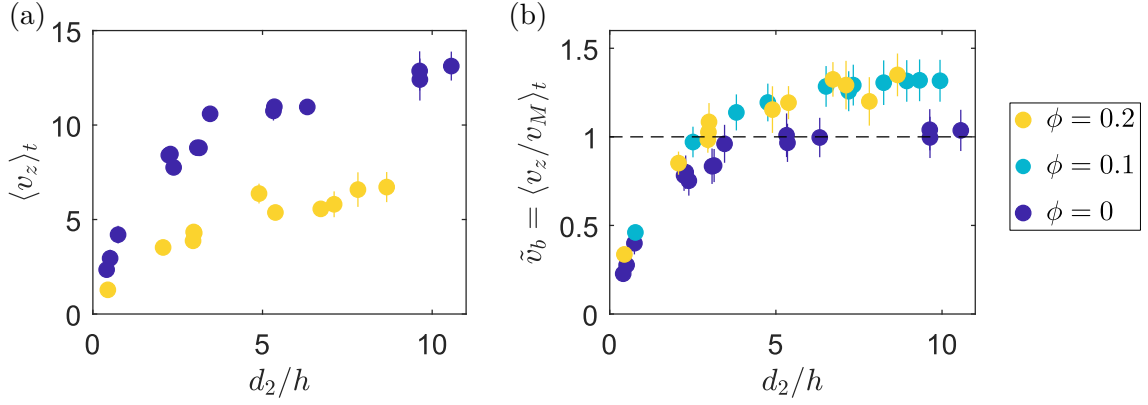 (a)
15
10
5
0
0 5 10
⟨v_z⟩_t
d_2/h
(b)
1.5
1
0.5
0
0 5 10
ṽ_b = ⟨v_z/v_M⟩_t
d_2/h
ϕ = 0.2
ϕ = 0.1
ϕ = 0